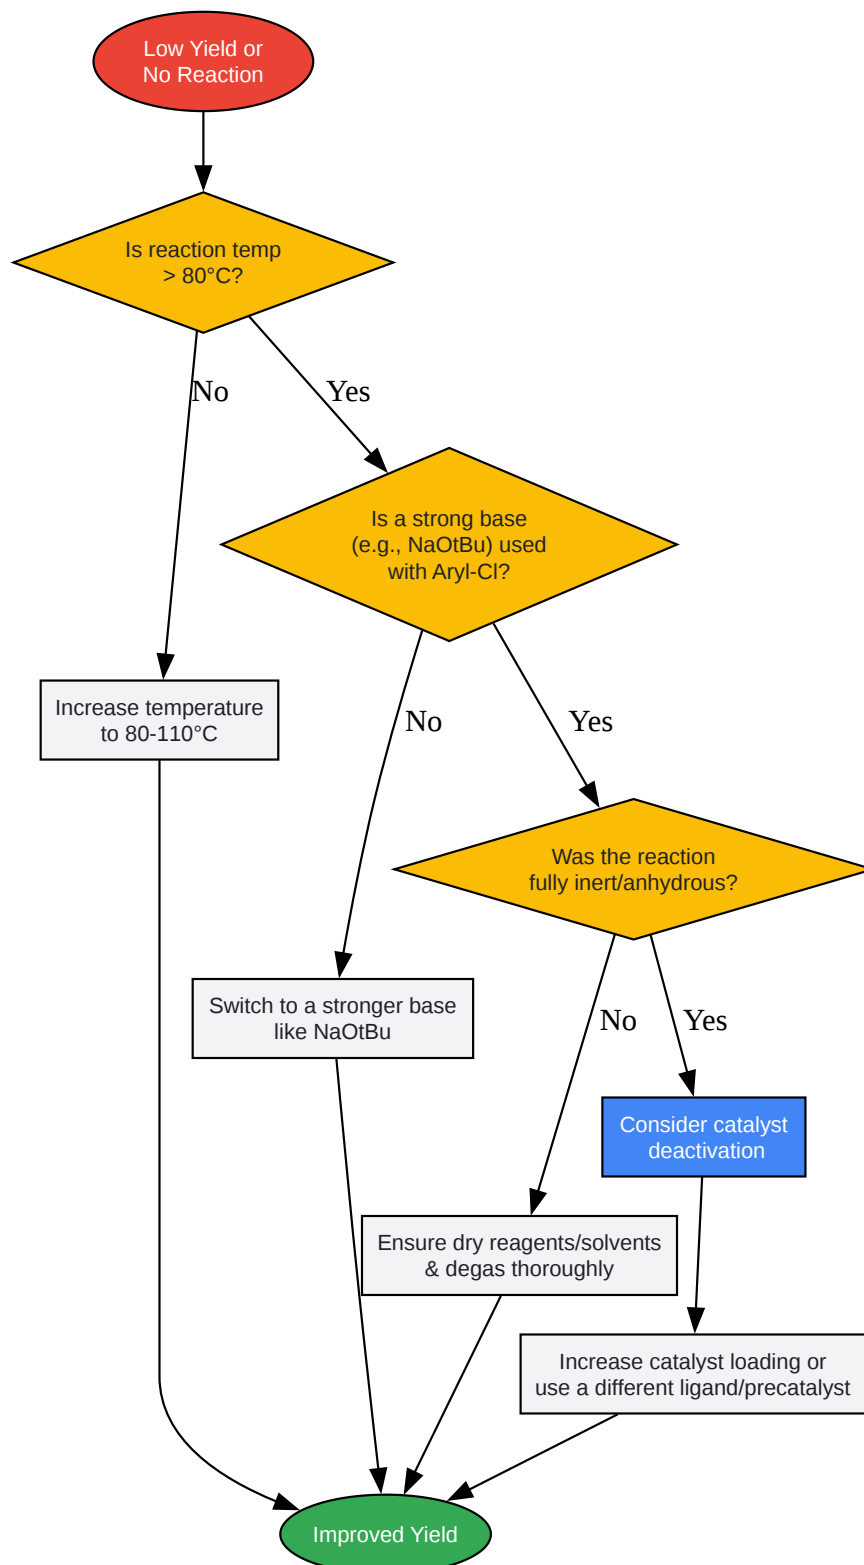 Low Yield or
No Reaction
Is reaction temp
> 80°C?
No
Yes
Is a strong base
(e.g., NaOtBu) used
with Aryl-Cl?
Increase temperature
to 80-110°C
No
Yes
Was the reaction
fully inert/anhydrous?
Switch to a stronger base
like NaOtBu
No
Yes
Consider catalyst
deactivation
Ensure dry reagents/solvents
& degas thoroughly
Increase catalyst loading or
use a different ligand/precatalyst
Improved Yield